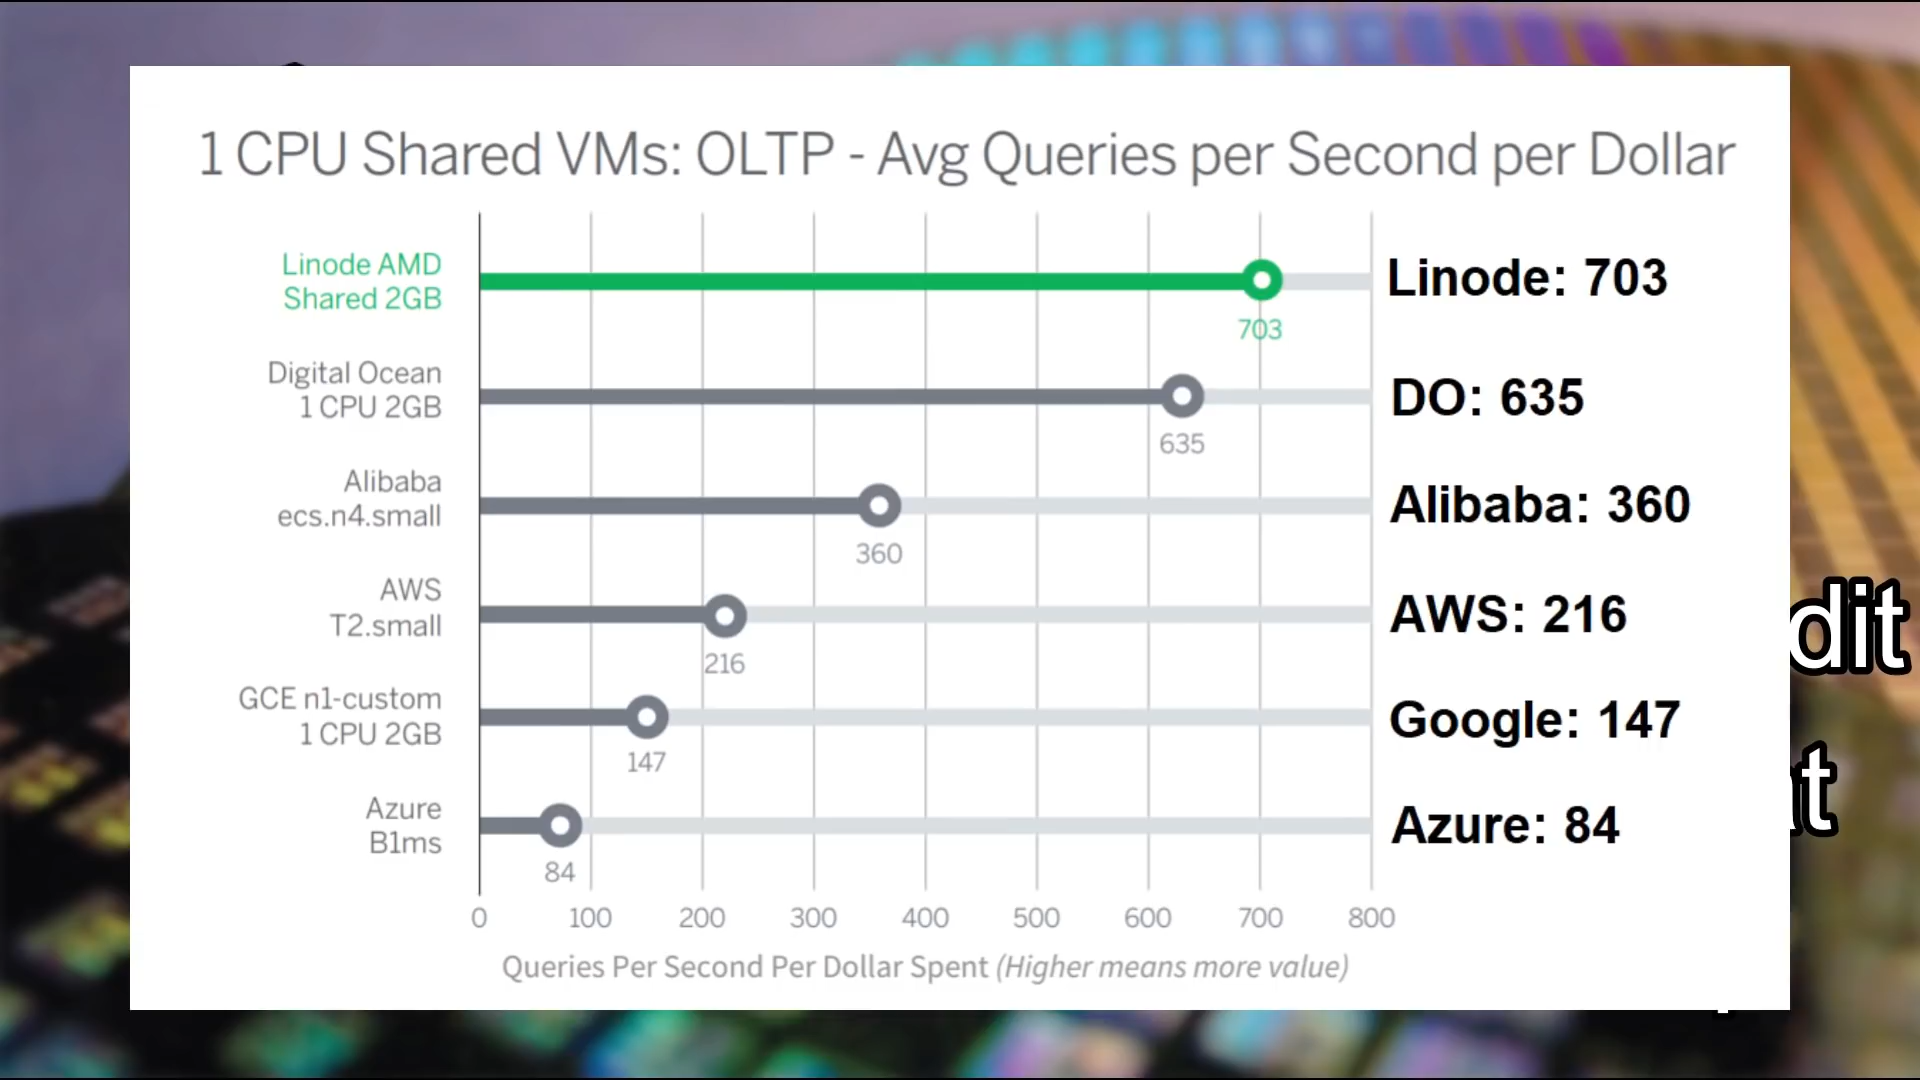 1 CPU Shared VMs: OLTP - Avg Queries per Second per Dollar
Linode AMD
Shared 2GB
703
Linode: 703
Digital Ocean
1 CPU 2GB
635
DO: 635
Alibaba
ecs.n4.small
360
Alibaba: 360
AWS
T2.small
216
AWS: 216
GCE n1-custom
1 CPU 2GB
147
Google: 147
Azure
B1ms
84
Azure: 84
0 100 200 300 400 500 600 700 800
Queries Per Second Per Dollar Spent (Higher means more value)